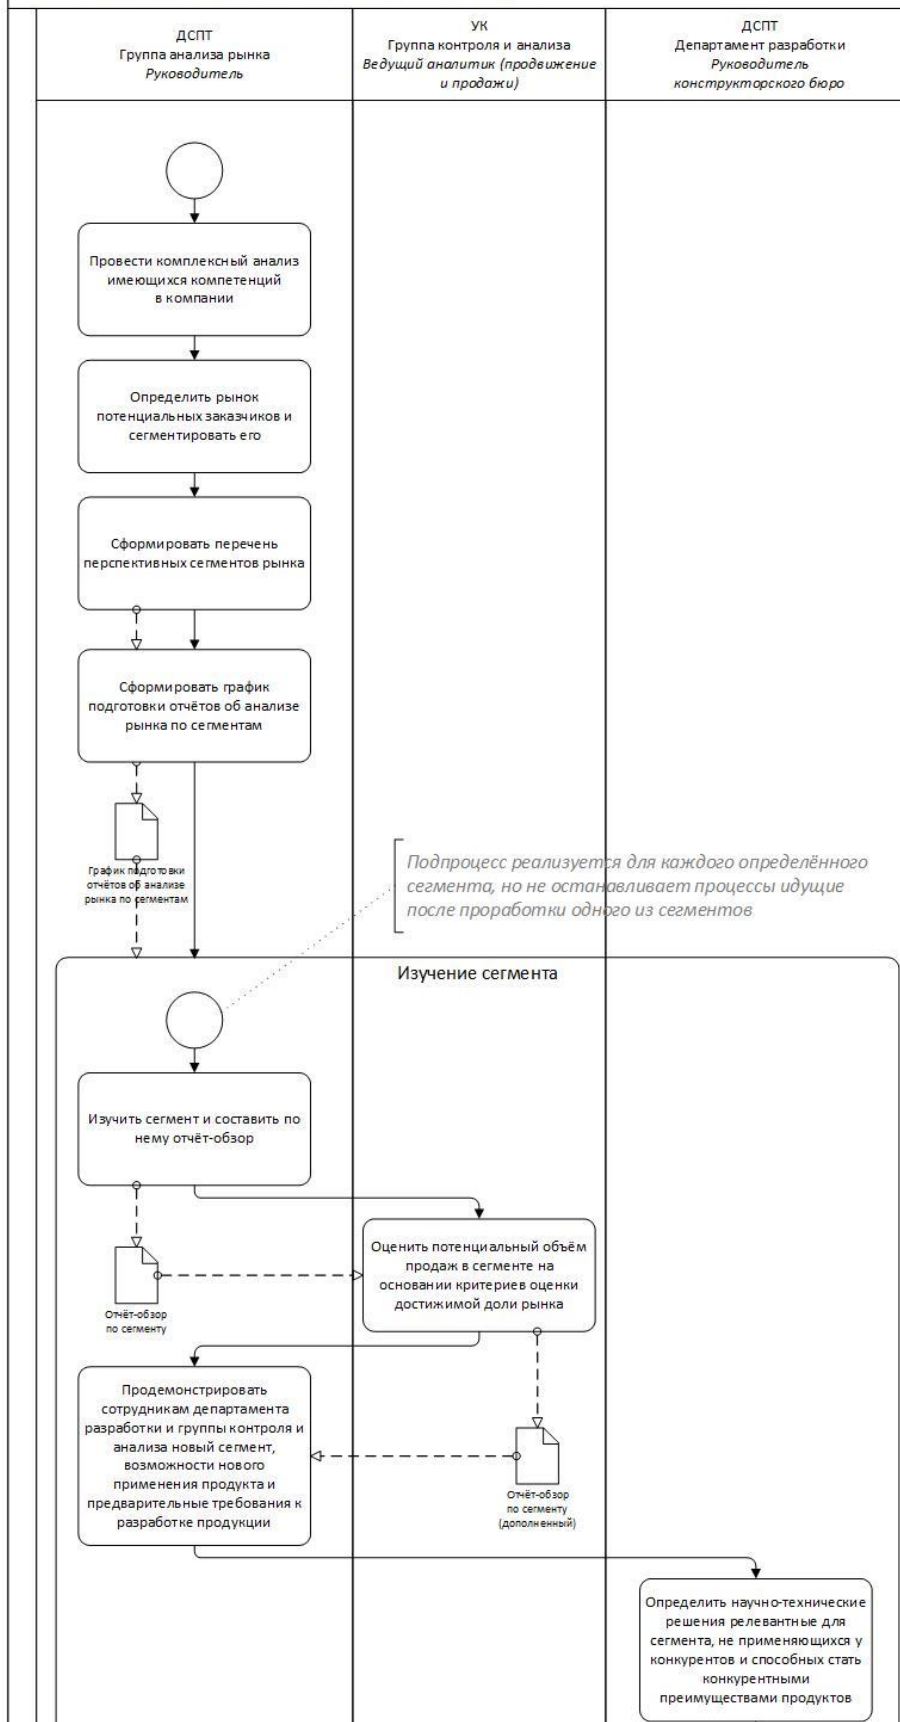 ДСПТ
Группа анализа рынка
Руководитель
УК
Группа контроля и анализа
Ведущий аналитик (продвижение
и продажи)
ДСПТ
Департамент разработки
Руководитель
конструкторского бюро
Провести комплексный анализ
имеющихся компетенций
в компании
Определить рынок
потенциальных заказчиков и
сегментировать его
Сформировать перечень
перспективных сегментов рынка
Сформировать график
подготовки отчётов об анализе
рынка по сегментам
График подготовки
отчётов об анализе
рынка по сегментам
Подпроцесс реализуется для каждого определённого
сегмента, но не останавливает процессы идущие
после проработки одного из сегментов
Изучение сегмента
Изучить сегмент и составить по
нему отчёт-обзор
Отчёт-обзор
по сегменту
Оценить потенциальный объём
продаж в сегменте на
основании критериев оценки
достижимой доли рынка
Продемонстрировать
сотрудникам департамента
разработки и группы контроля и
анализа новый сегмент,
возможности нового
применения продукта и
предварительные требования к
разработке продукции
Отчёт-обзор
по сегменту
(дополненный)
Определить научно-технические
решения релевантные для
сегмента, не применяющихся у
конкурентов и способных стать
конкурентными
преимуществами продуктов